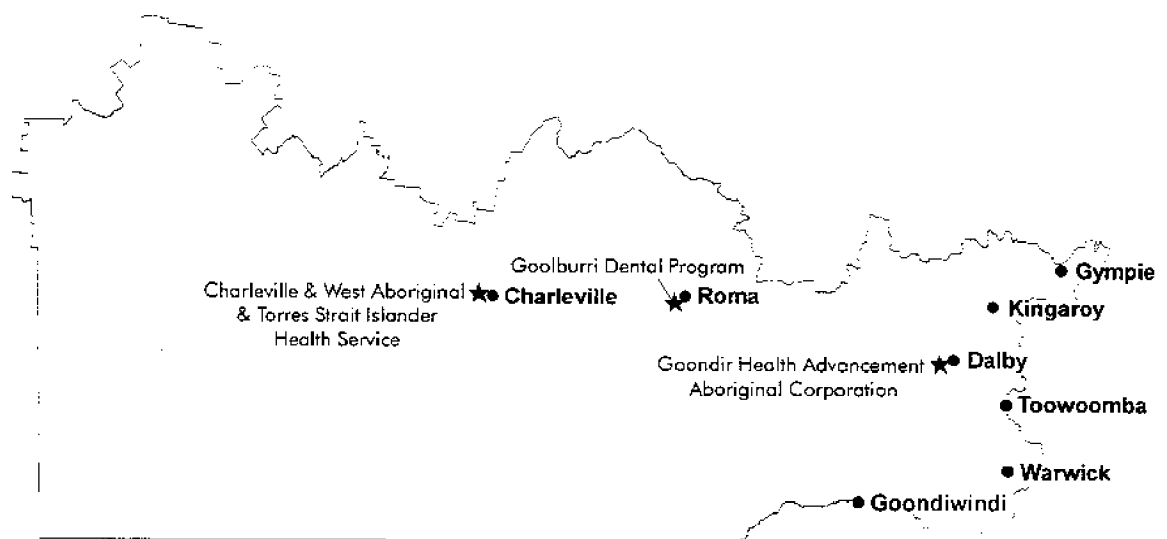 Goolburri Dental Program
Gympie
Charleville & West Aboriginal
& Torres Strait Islander
Health Service
Charleville
Roma
Kingaroy
Goondir Health Advancement
Aboriginal Corporation
Dalby
Toowoomba
Warwick
Goondiwindi